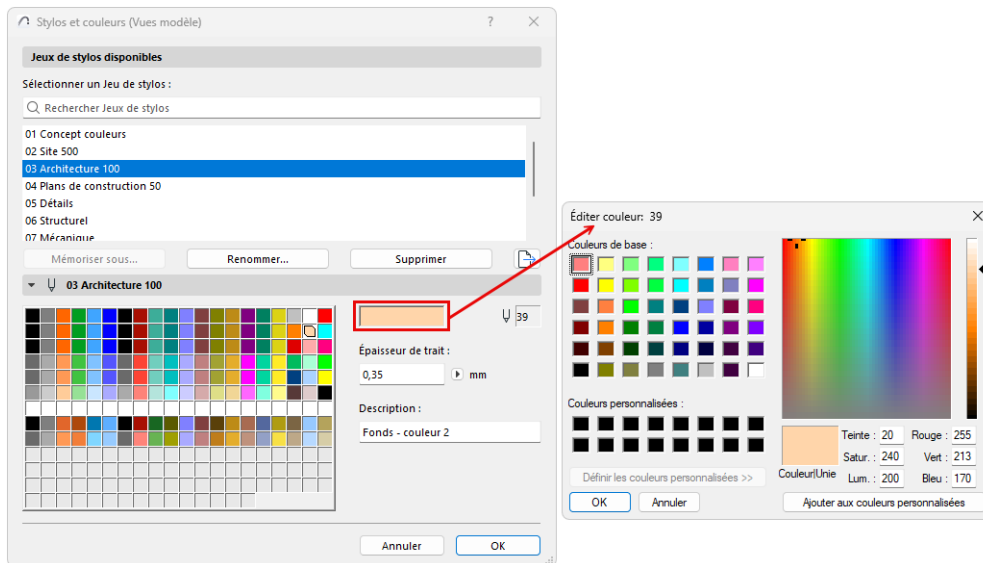 Stylos et couleurs (Vues modèle)
?
Jeux de stylos disponibles
Sélectionner un Jeu de stylos :
Rechercher Jeux de stylos
01 Concept couleurs
02 Site 500
03 Architecture 100
04 Plans de construction 50
05 Détails
06 Structurel
07 Mécanique
Mémoriser sous...
Renommer...
Supprimer
03 Architecture 100
39
Épaisseur de trait :
0,35
mm
Description :
Fonds - couleur 2
Annuler
OK
Éditer couleur: 39
Couleurs de base :
Couleurs personnalisées :
Définir les couleurs personnalisées >>
OK
Annuler
Couleur|Unie
Teinte : 20
Rouge : 255
Satur. : 240
Vert : 213
Lum. : 200
Bleu : 170
Ajouter aux couleurs personnalisées